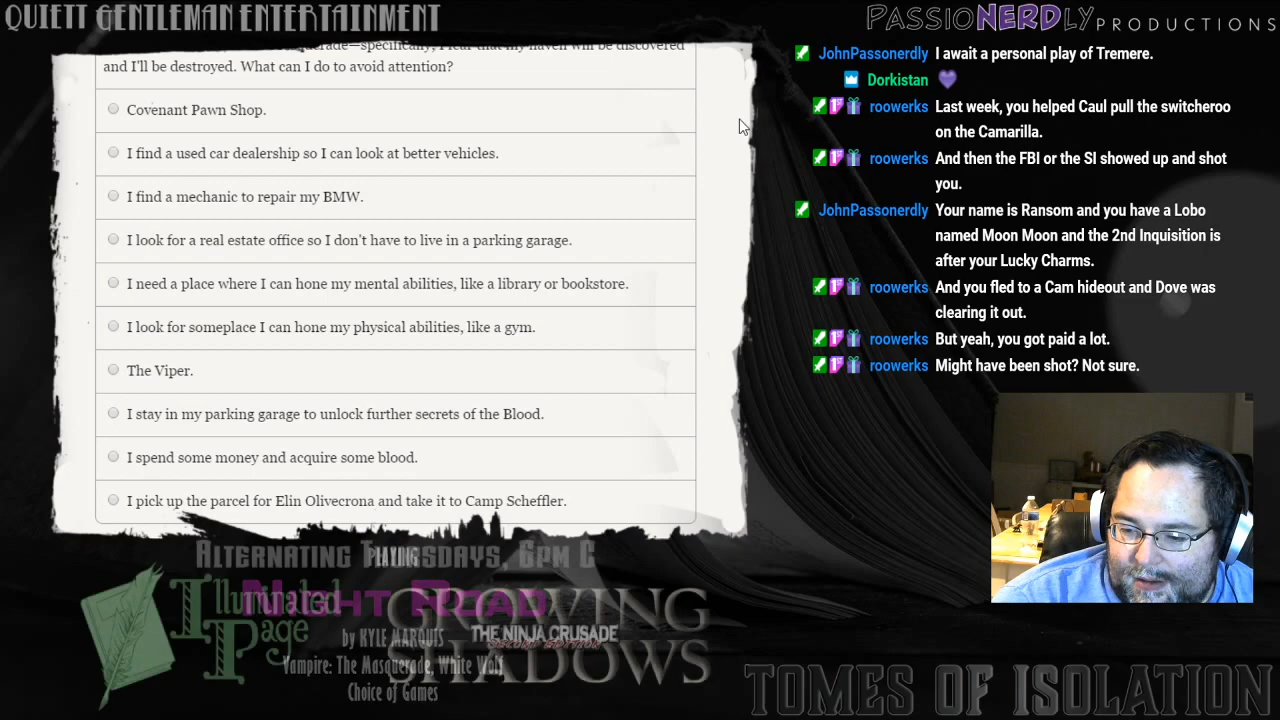 QUIETT GENTLEMAN ENTERTAINMENT
PASSIONERDLY PRODUCTIONS
and I'll be destroyed. What can I do to avoid attention?
Covenant Pawn Shop.
I find a used car dealership so I can look at better vehicles.
I find a mechanic to repair my BMW.
I look for a real estate office so I don't have to live in a parking garage.
I need a place where I can hone my mental abilities, like a library or bookstore.
I look for someplace I can hone my physical abilities, like a gym.
The Viper.
I stay in my parking garage to unlock further secrets of the Blood.
I spend some money and acquire some blood.
I pick up the parcel for Elin Olivecrona and take it to Camp Scheffler.
JohnPassonerdly I await a personal play of Tremere.
Dorkistan
roowerks Last week, you helped Caul pull the switcheroo
on the Camarilla.
roowerks And then the FBI or the SI showed up and shot
you.
JohnPassonerdly Your name is Ransom and you have a Lobo
named Moon Moon and the 2nd Inquisition is
after your Lucky Charms.
roowerks And you fled to a Cam hideout and Dove was
clearing it out.
roowerks But yeah, you got paid a lot.
roowerks Might have been shot? Not sure.
Alternating
Playing
6pm C
Illuminated
Page
Night Road
by Kyle Marquis
Vampire: The Masquerade, White Wolf
Choice of Games
GROWING
SHADOWS
THE NINJA CRUSADE
SECOND EDITION
TOMES OF ISOLATION